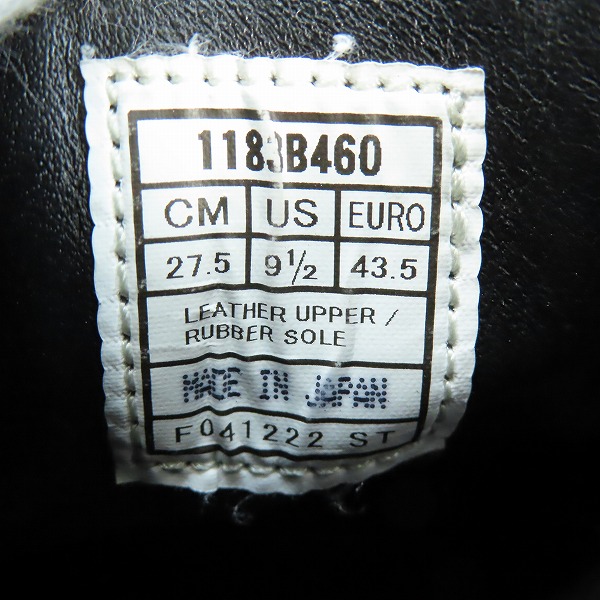 1183B460
CM US EURO
27.5 9½ 43.5
LEATHER UPPER /
RUBBER SOLE
MADE IN JAPAN
F041222 ST